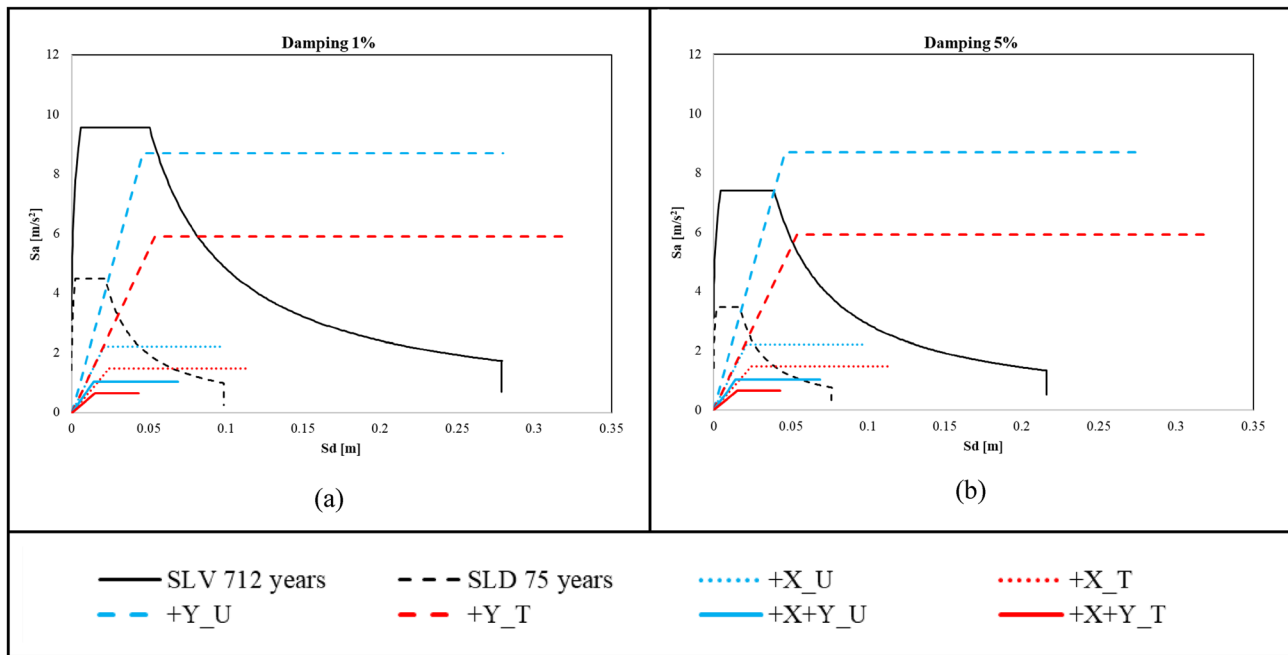 Damping 1%
12
10
8
6
4
2
0
Sa [m/s²]
0
0.05
0.1
0.15
0.2
0.25
0.3
0.35
Sd [m]
(a)
Damping 5%
12
10
8
6
4
2
0
Sa [m/s²]
0
0.05
0.1
0.15
0.2
0.25
0.3
0.35
Sd [m]
(b)
SLV 712 years
SLD 75 years
+X_U
+X_T
+Y_U
+Y_T
+X+Y_U
+X+Y_T